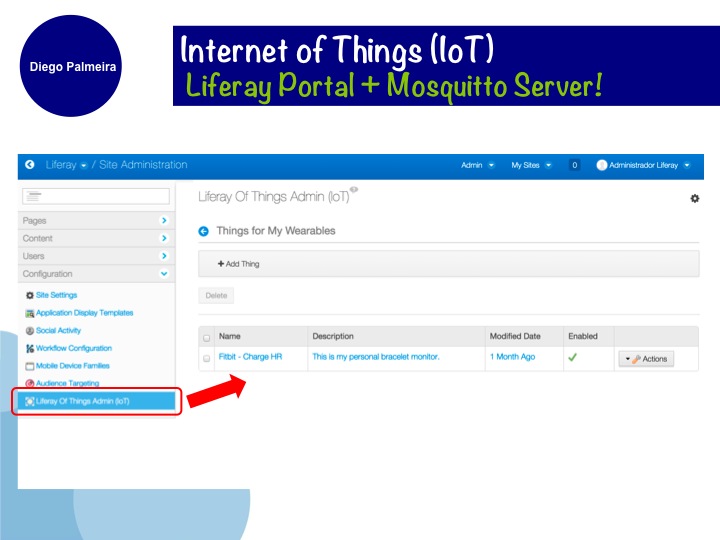 Diego Palmeira
Internet of Things (IoT)
Liferay Portal + Mosquitto Server!
Liferay / Site Administration
Admin
My Sites
0
Administrador Liferay
Pages
Content
Users
Configuration
Site Settings
Application Display Templates
Social Activity
Workflow Configuration
Mobile Device Families
Audience Targeting
Liferay Of Things Admin (IoT)
Liferay Of Things Admin (IoT)
Things for My Wearables
+ Add Thing
Delete
Name Description Modified Date Enabled
Fitbit - Charge HR This is my personal bracelet monitor. 1 Month Ago Actions